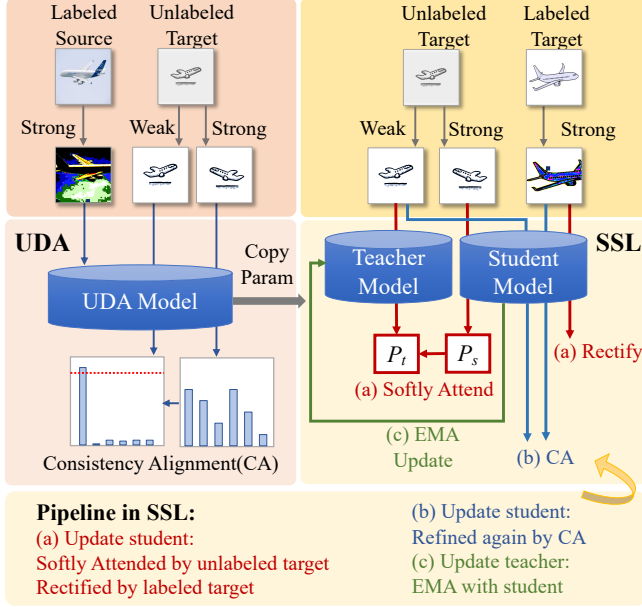 Labeled
Source
Unlabeled
Target
Strong
Weak
Strong
Unlabeled
Target
Labeled
Target
Weak
Strong
Strong
UDA
UDA Model
Copy
Param
Consistency Alignment(CA)
SSL
Teacher
Model
Student
Model
P_t
P_s
(a) Rectify
(a) Softly Attend
(c) EMA
Update
(b) CA
Pipeline in SSL:
(a) Update student:
Softly Attended by unlabeled target
Rectified by labeled target
(b) Update student:
Refined again by CA
(c) Update teacher:
EMA with student